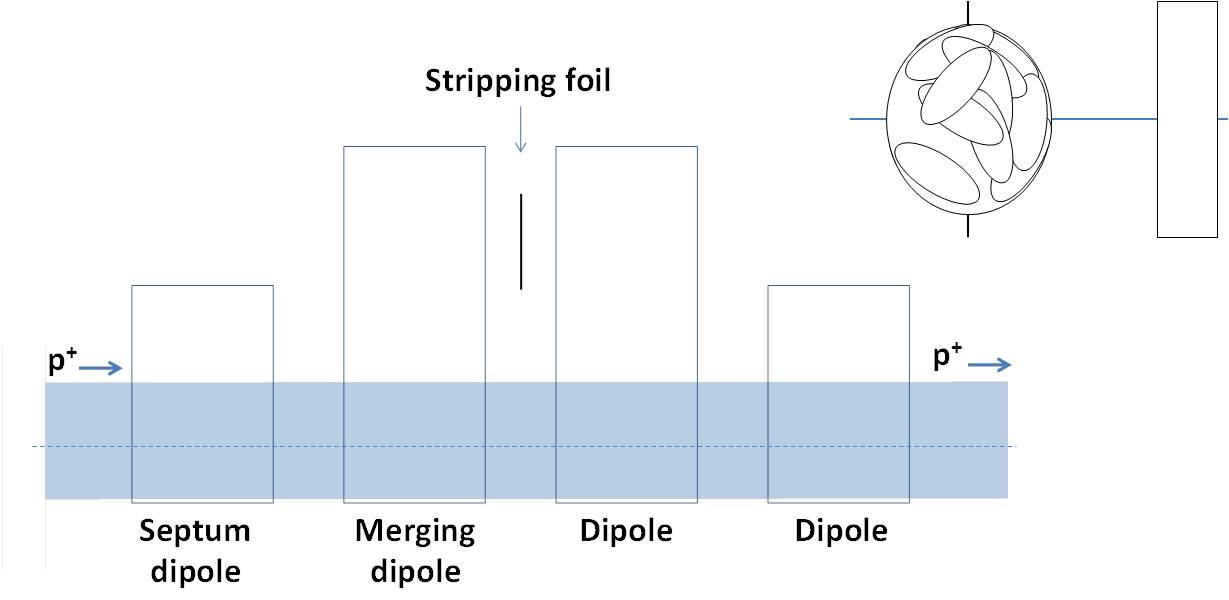 Stripping foil
p⁺
p⁺
Septum
dipole
Merging
dipole
Dipole
Dipole